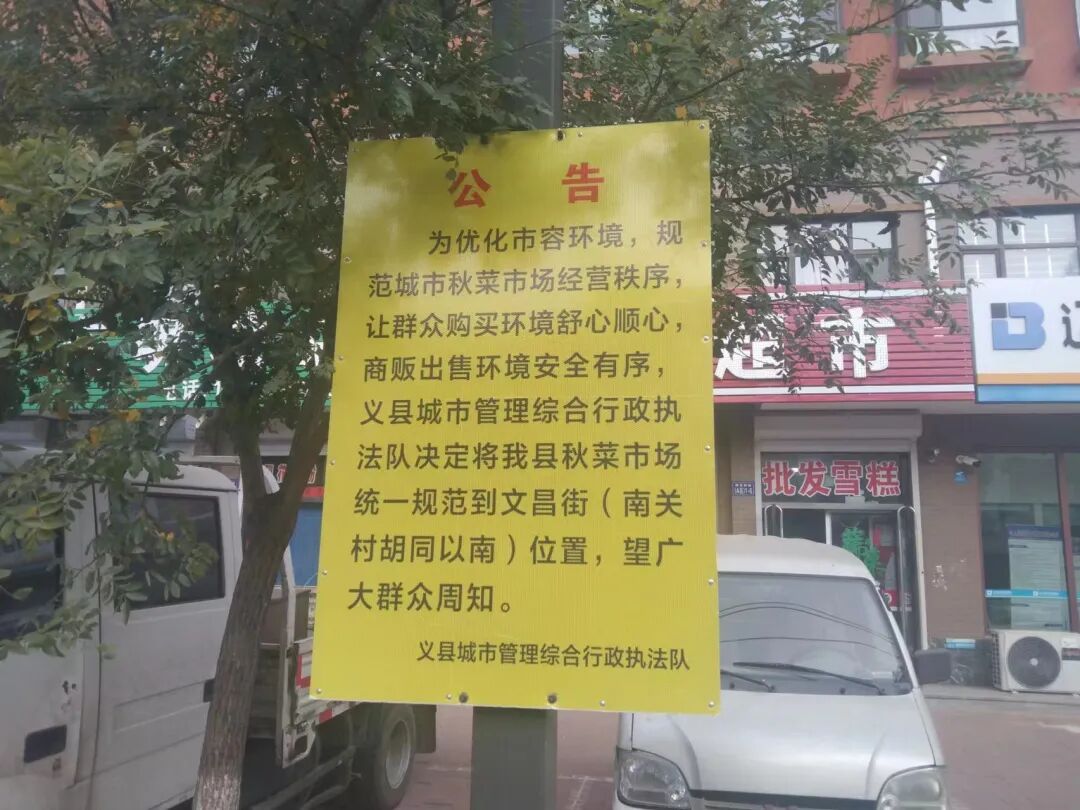 公告
为优化市容环境，规
范城市秋菜市场经营秩序，
让群众购买环境舒心顺心，
商贩出售环境安全有序，
义县城市管理综合行政执
法队决定将我县秋菜市场
统一规范到文昌街（南关
村胡同以南）位置，望广
大群众周知。
义县城市管理综合行政执法队
超市
批发雪糕